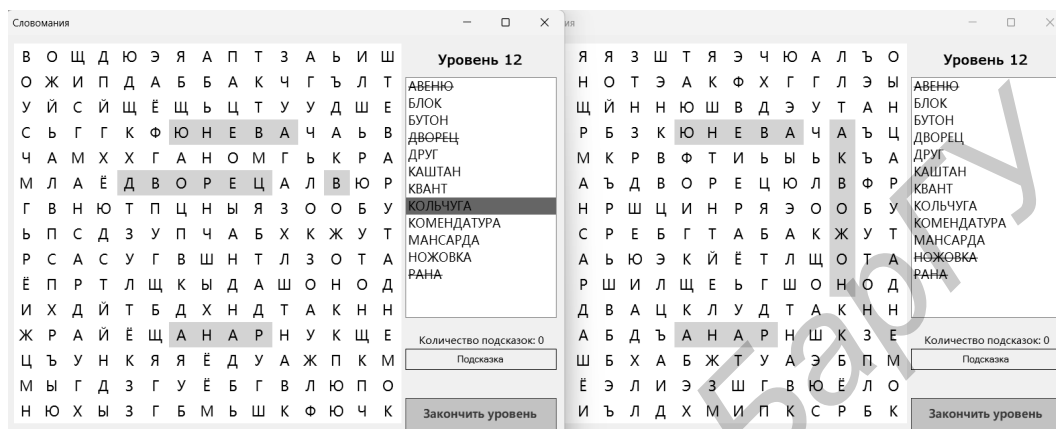 Словомания
В О Щ Д Ю Э Я А П Т З А Ь И Ш
О Ж И П Д А Б Б А К Ч Г Ъ Л Т
У Й С Й Щ Ё Щ Ь Ц Т У У Д Ш Е
С Ь Г Г К Ф Ю Н Е В А Ч А Ь В
Ч А М Х Х Г А Н О М Г Ь К Р А
М Л А Ё Д В О Р Е Ц А Л В Ю Р
Г В Н Ю Т П Ц Н Ы Я З О О Б У
Ь П С Д З У П Ч А Б Х К Ж У Т
Р С А С У Г В Ш Н Т Л З О Т А
Ё П Р Т Л Щ К Ы Д А Ш О Н О Д
И Х Д Й Т Б Д Х Н Д Т А К Н Н
Ж Р А Й Ё Щ А Н А Р Н У К Щ Е
Ц Ъ У Н К Я Я Ё Д У А Ж П К М
М Ы Г Д З Г У Ё Б Г В Л Ю П О
Н Ю Х Ы З Г Б М Ь Ш К Ф Ю Ч К
Уровень 12
АВЕНЮ
БЛОК
БУТОН
ДВОРЕЦ
ДРУГ
КАШТАН
КВАНТ
КОЛЬЧУГА
КОМЕНДАТУРА
МАНСАРДА
НОЖОВКА
РАНА
Количество подсказок: 0
Подсказка
Закончить уровень
ия
Я Я З Ш Т Я Э Ч Ю А Л Ъ О
Н О Т Э А К Ф Х Г Г Л Э Ы
Щ Й Н Н Ю Ш В Д Э У Т А Н
Р Б З К Ю Н Е В А Ч А Ъ Ц
М К Р В Ф Т И Ь Ы Ь К Ъ А
А Ъ Д В О Р Е Ц Ю Л В Ф Р
Н Р Ш Ц И Н Р Я Э О О Б У
С Р Е Б Г Т А Б А К Ж У Т
А Ь Ю Э К Й Ё Т Л Щ О Т А
Р Ш И Л Щ Е Ь Г Ш О Н О Д
Д В А Ц К Л У Д Т А К Н Н
А Б Д Ъ А Н А Р Н Ш К З Е
Ш Б Х А Б Ж Т У А Э Б П М
Ё Э Л И Э З Ш Г В Ю Ё Л О
И Ъ Л Д Х М И П К С Р Б К
Уровень 12
АВЕНЮ
БЛОК
БУТОН
ДВОРЕЦ
ДРУГ
КАШТАН
КВАНТ
КОЛЬЧУГА
КОМЕНДАТУРА
МАНСАРДА
НОЖОВКА
РАНА
Количество подсказок: 0
Подсказка
Закончить уровень
БарГУ